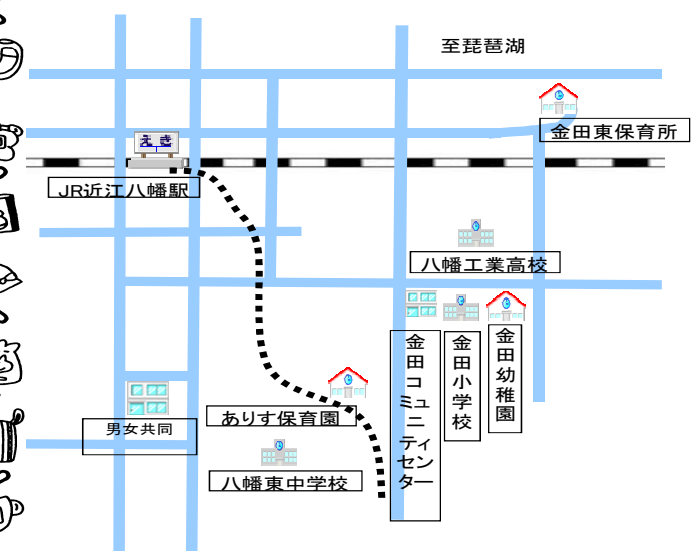 至琵琶湖
金田東保育所
えき
JR近江八幡駅
八幡工業高校
金田コミュニティセンター
金田小学校
金田幼稚園
ありす保育園
男女共同
八幡東中学校